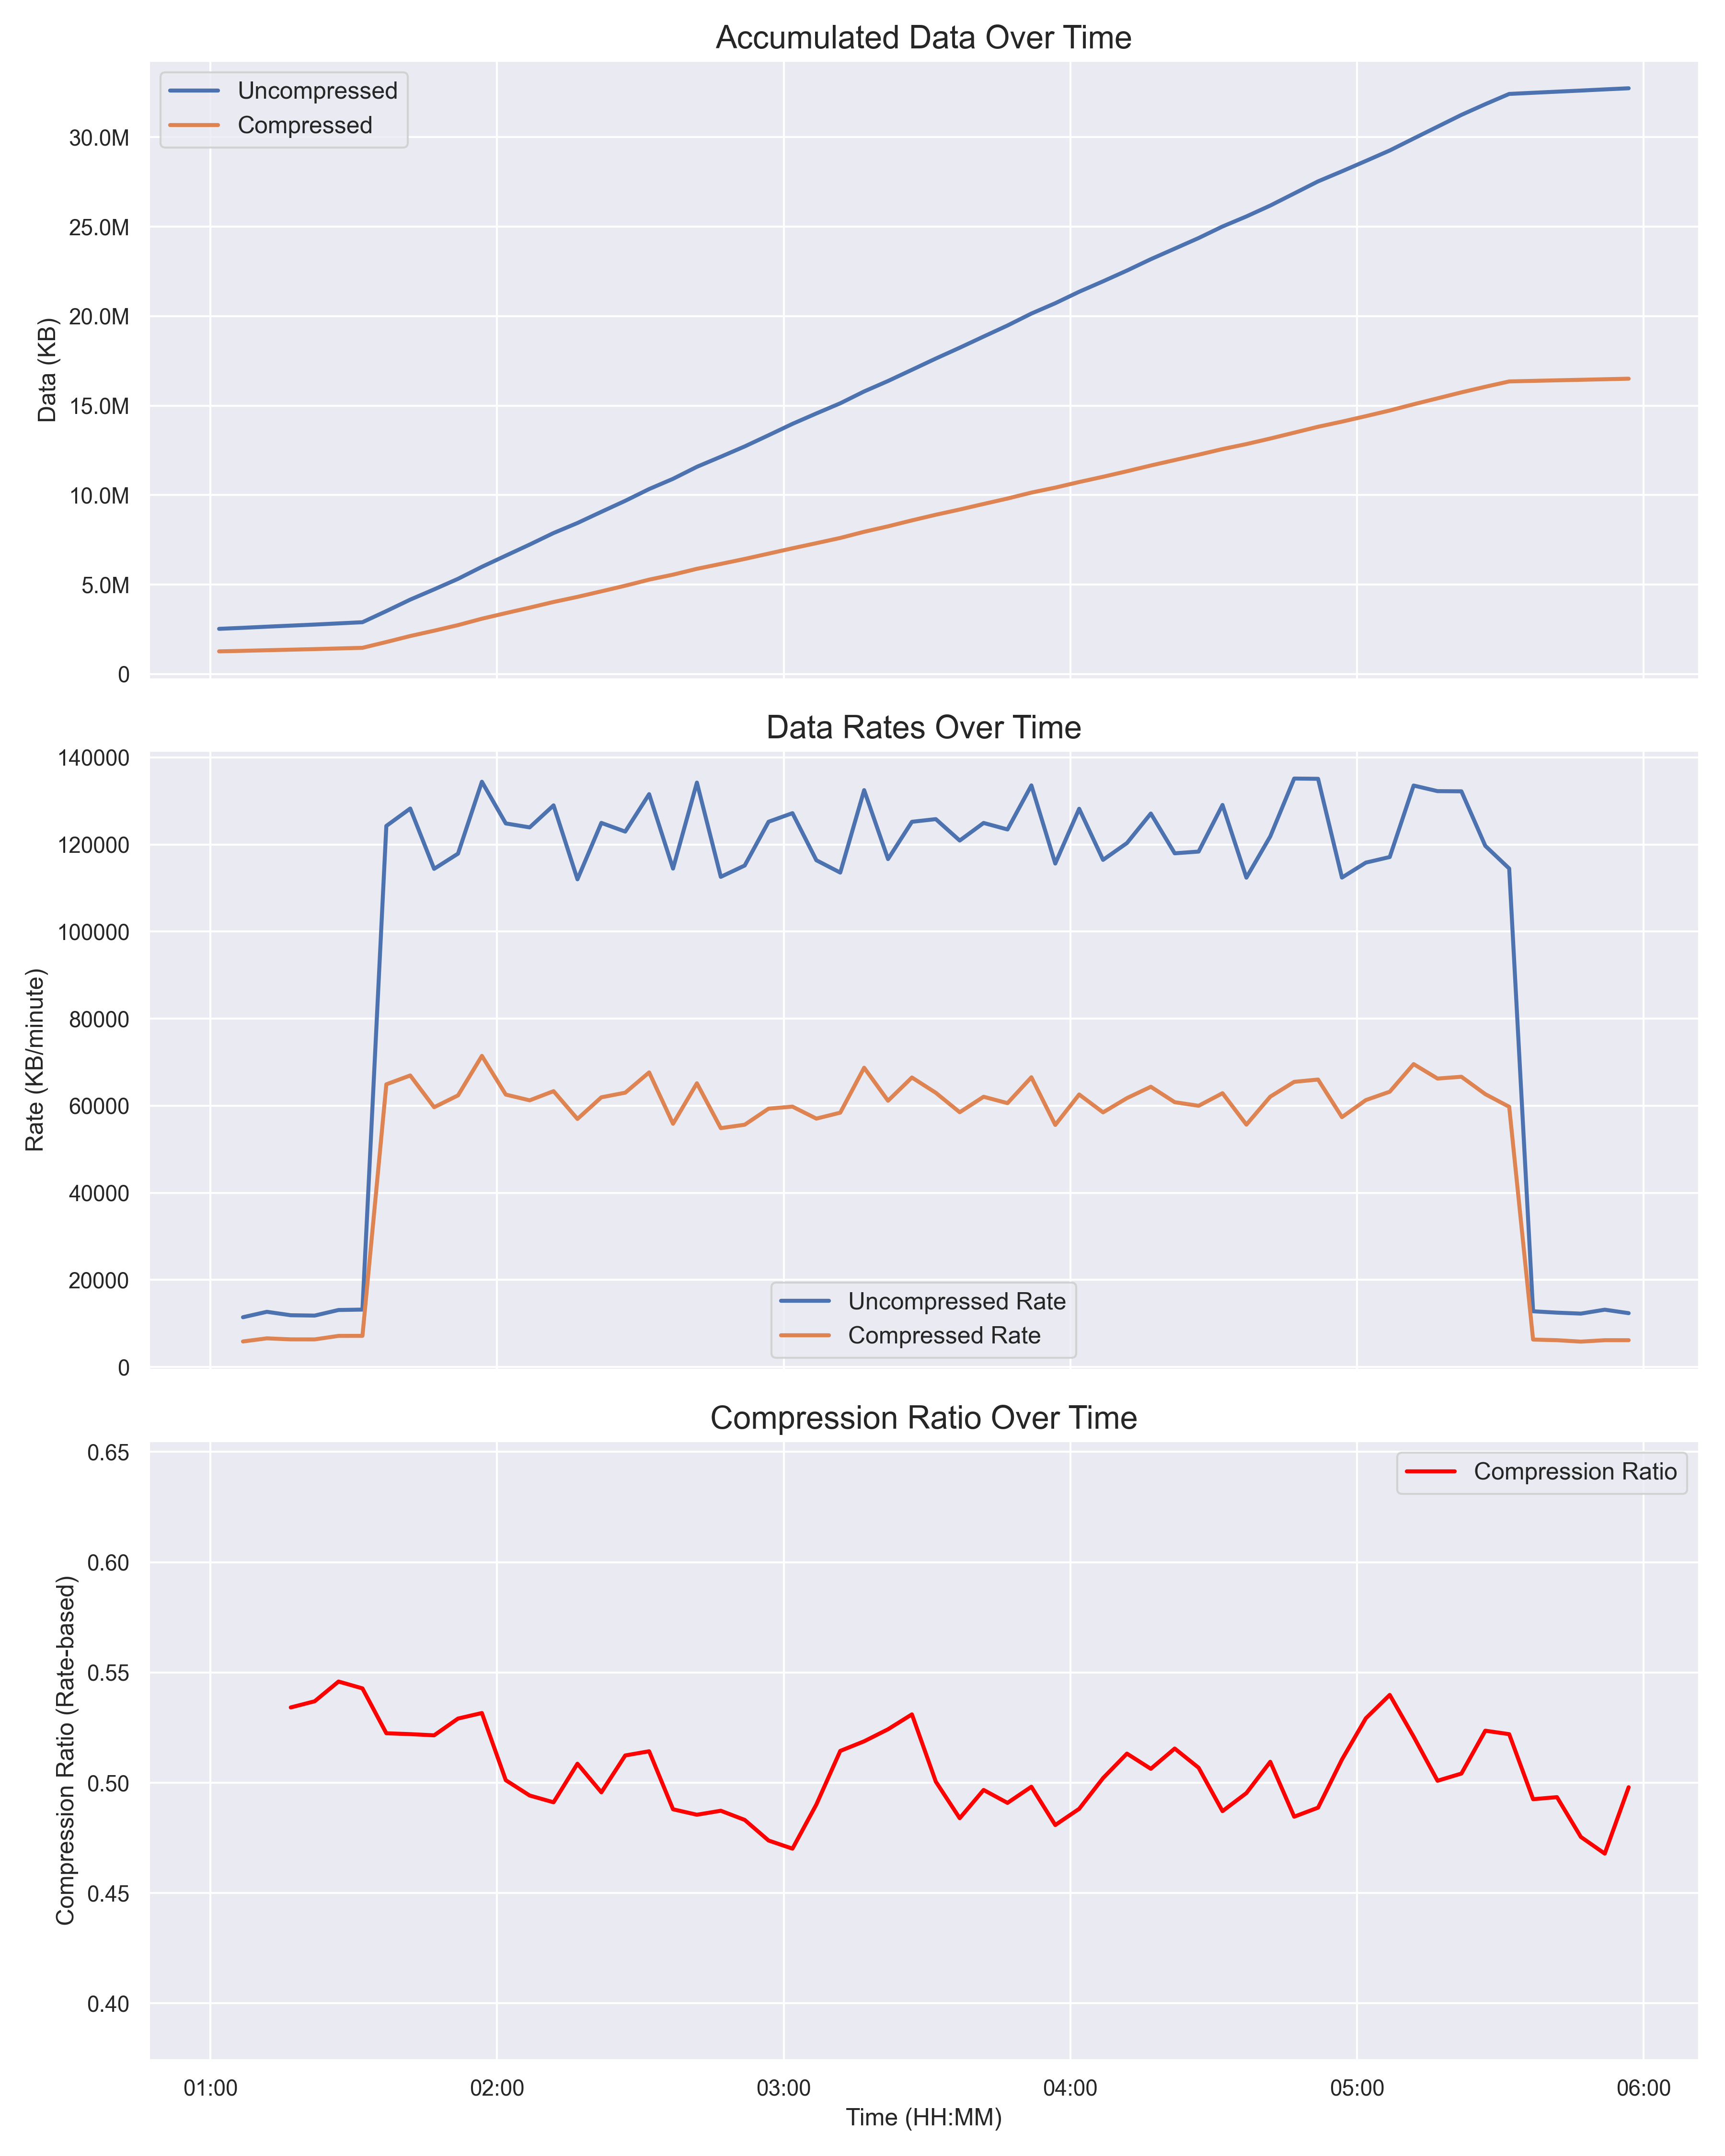 Accumulated Data Over Time
Uncompressed
Compressed
30.0M
25.0M
20.0M
15.0M
10.0M
5.0M
0
Data (KB)
Data Rates Over Time
140000
120000
100000
80000
60000
40000
20000
0
Rate (KB/minute)
Uncompressed Rate
Compressed Rate
Compression Ratio Over Time
Compression Ratio
0.65
0.60
0.55
0.50
0.45
0.40
Compression Ratio (Rate-based)
01:00 02:00 03:00 04:00 05:00 06:00
Time (HH:MM)